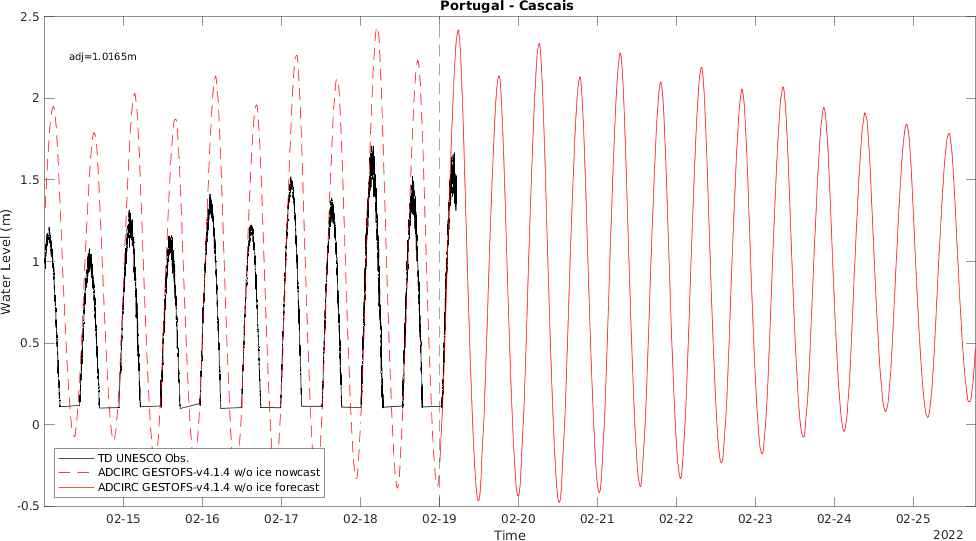 Portugal - Cascais
2.5
adj=1.0165m
2
1.5
1
0.5
0
-0.5
Water Level (m)
TD UNESCO Obs.
ADCIRC GESTOFS-v4.1.4 w/o ice nowcast
ADCIRC GESTOFS-v4.1.4 w/o ice forecast
02-15 02-16 02-17 02-18 02-19 02-20 02-21 02-22 02-23 02-24 02-25
Time
2022